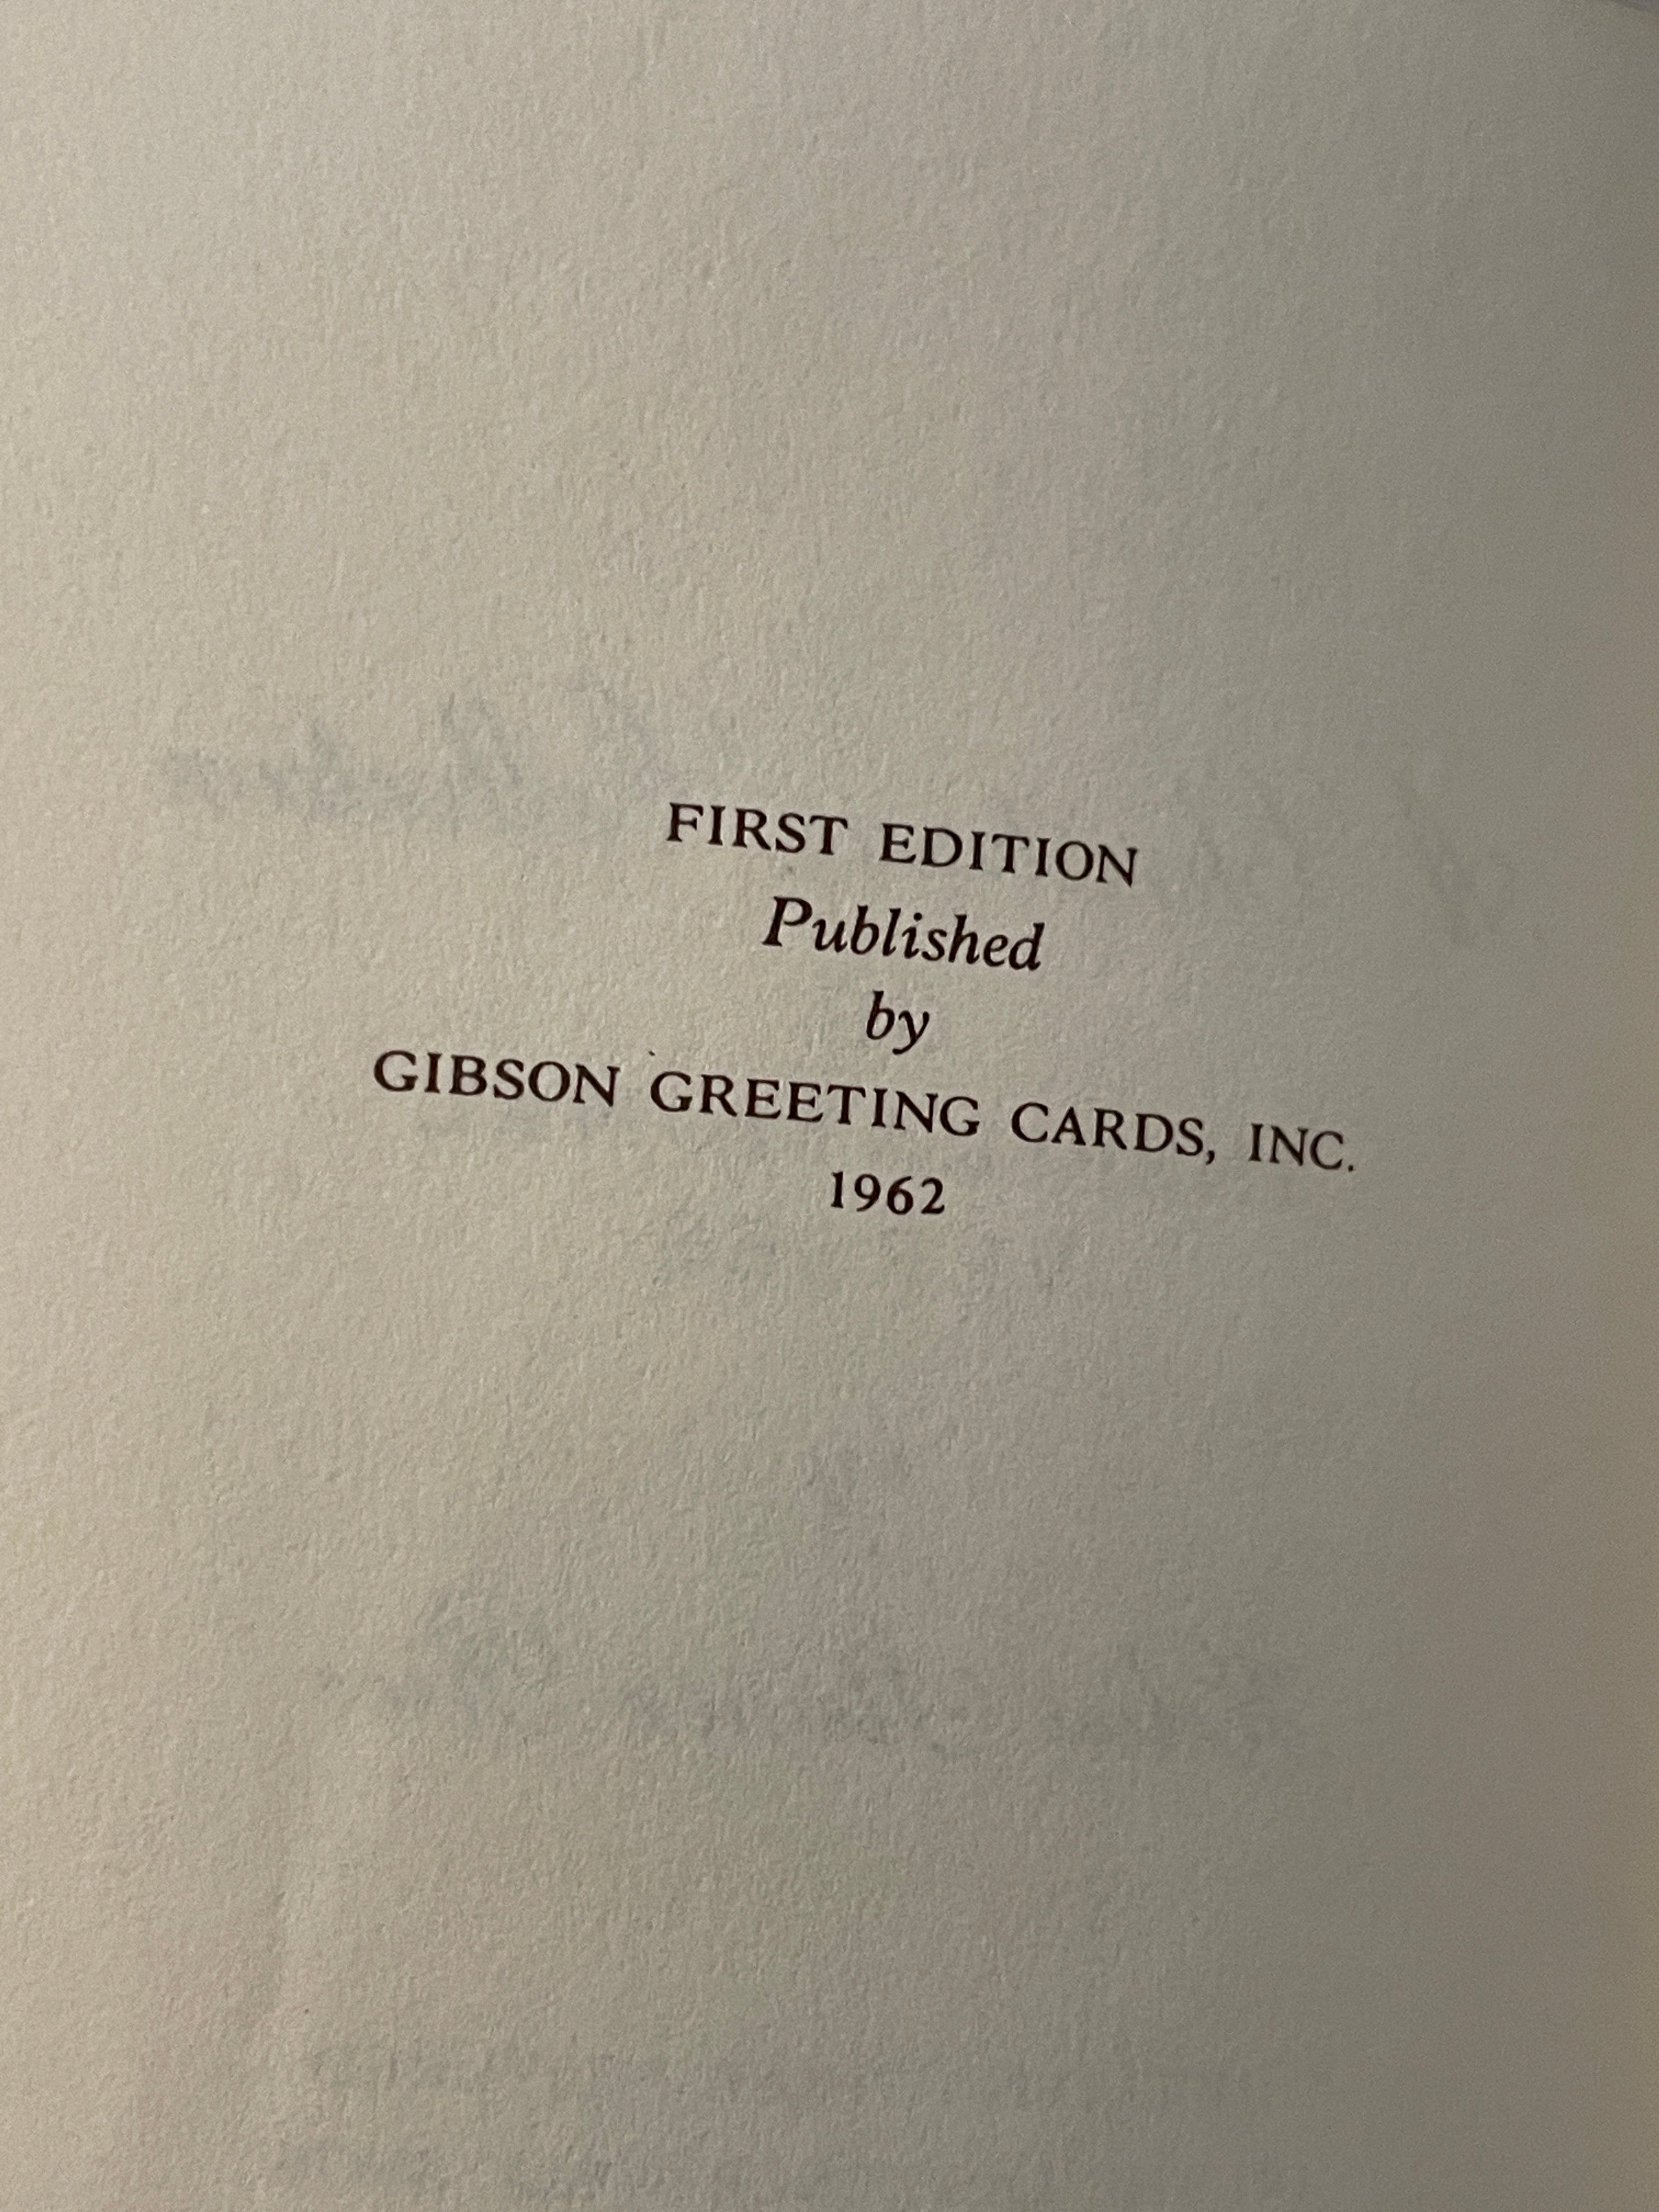 FIRST EDITION
Published
by
GIBSON GREETING CARDS, INC.
1962